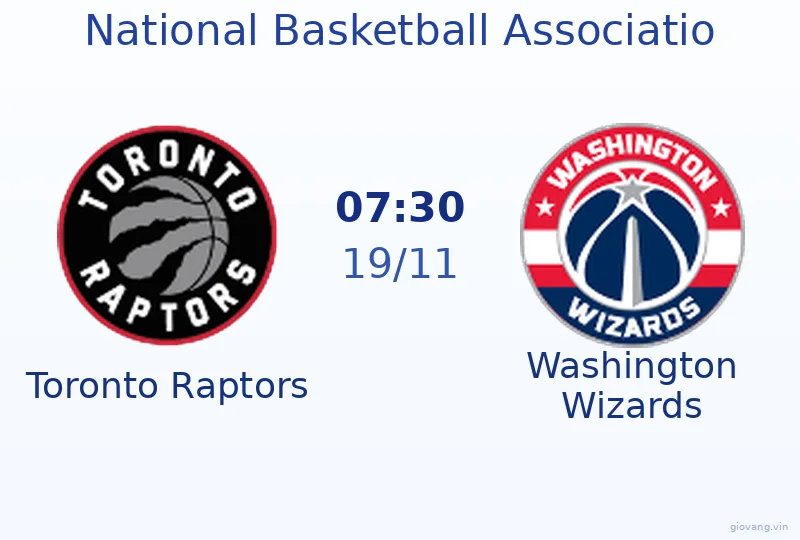 National Basketball Associatio
TORONTO
RAPTORS
07:30
19/11
WASHINGTON
WIZARDS
Toronto Raptors
Washington
Wizards
giovang.vin